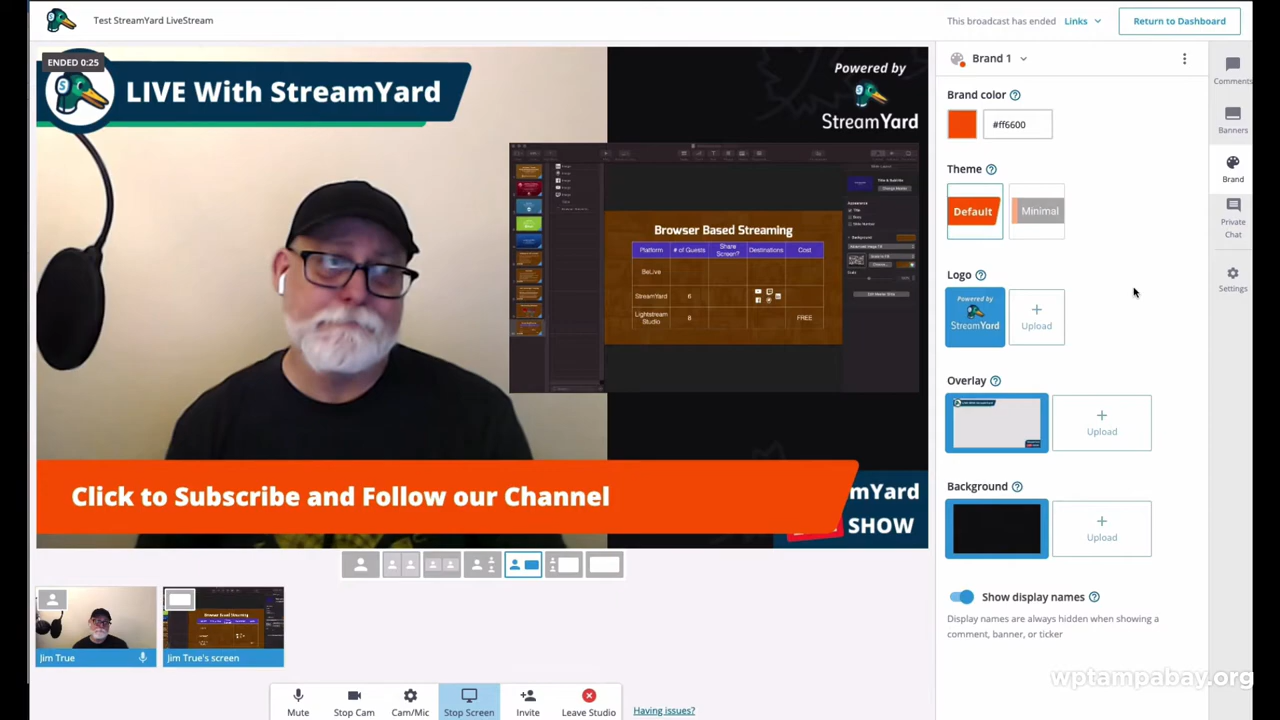 Test StreamYard LiveStream
This broadcast has ended Links
Return to Dashboard
ENDED 0:25
LIVE With StreamYard
Powered by
StreamYard
Browser Based Streaming
Platform # of Guests Share Screen? Destinations Cost
BeLive
StreamYard 6
Lightstream Studio 8 FREE
Click to Subscribe and Follow our Channel
SHOW
Jim True
Jim True's screen
Mute
Stop Cam
Cam/Mic
Stop Screen
Invite
Leave Studio
Having issues?
Brand 1
Brand color
#ff6600
Theme
Default
Minimal
Logo
Powered by
StreamYard
Upload
Overlay
LIVE With StreamYard
Upload
Background
Upload
Show display names
Display names are always hidden when showing a
comment, banner, or ticker
Comments
Banners
Brand
Private
Chat
Settings
wptampabay.org